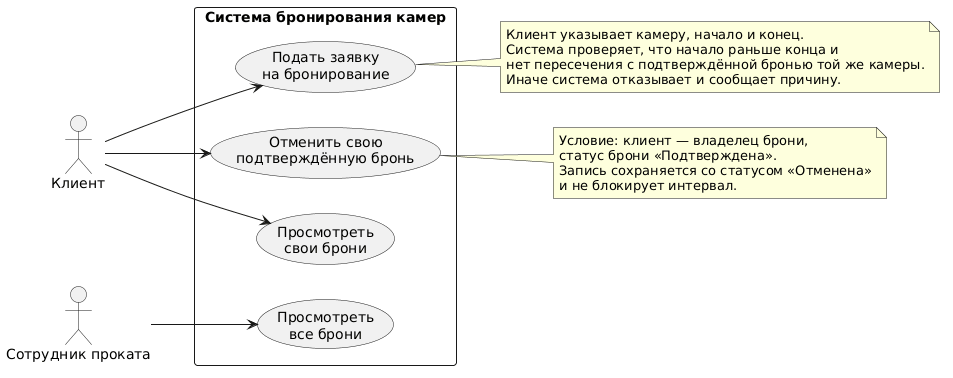 Система бронирования камер
Подать заявку
на бронирование
Клиент указывает камеру, начало и конец.
Система проверяет, что начало раньше конца и
нет пересечения с подтверждённой бронью той же камеры.
Иначе система отказывает и сообщает причину.
Отменить свою
подтверждённую бронь
Условие: клиент — владелец брони,
статус брони «Подтверждена».
Запись сохраняется со статусом «Отменена»
и не блокирует интервал.
Клиент
Просмотреть
свои брони
Просмотреть
все брони
Сотрудник проката